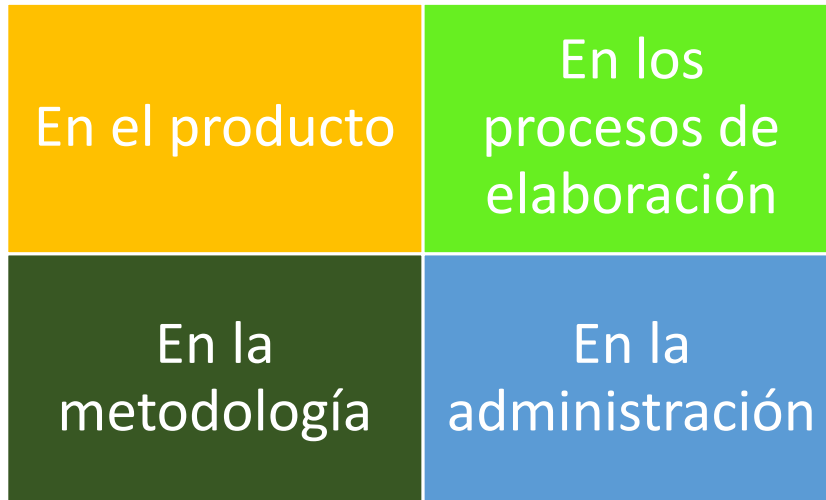 En el producto
En los
procesos de
elaboración
En la
metodología
En la
administración